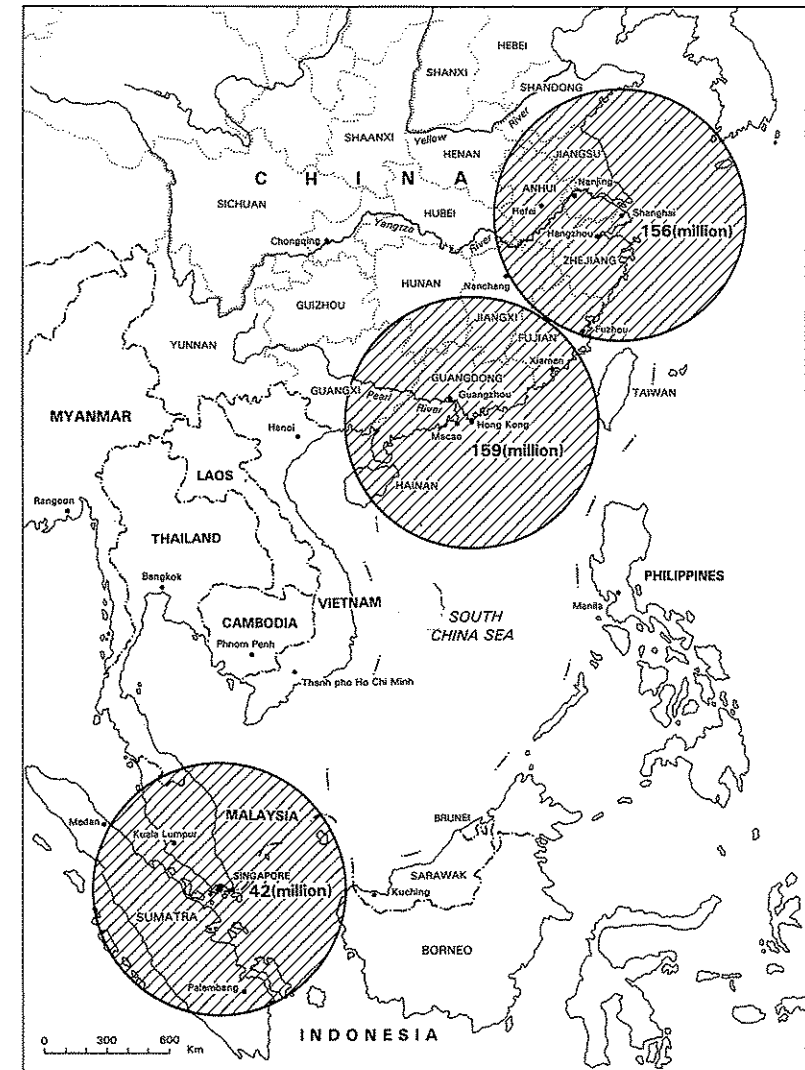 HEBEI
SHANXI
SHANDONG
SHAANXI
Yellow
River
HENAN
JIANGSU
CHINA
ANHUI
Nanjing
SICHUAN
Hefei
Shanghai
HUBEI
156(million)
Chongqing
Yangtze
River
Hangzhou
ZHEJIANG
Nanchang
HUNAN
GUIZHOU
JIANGXI
Fuzhou
FUJIAN
YUNNAN
Xiamen
GUANGDONG
TAIWAN
GUANGXI
Pearl
River
Guangzhou
MYANMAR
Hanoi
Macao
Hong Kong
159(million)
LAOS
HAINAN
Rangoon
THAILAND
PHILIPPINES
Bangkok
VIETNAM
Manila
CAMBODIA
SOUTH
CHINA SEA
Phnom Penh
Thanh pho Ho Chi Minh
MALAYSIA
Medan
Kuala Lumpur
BRUNEI
SINGAPORE
42(million)
SARAWAK
Kuching
SUMATRA
BORNEO
Palembang
INDONESIA
0 300 600
Km